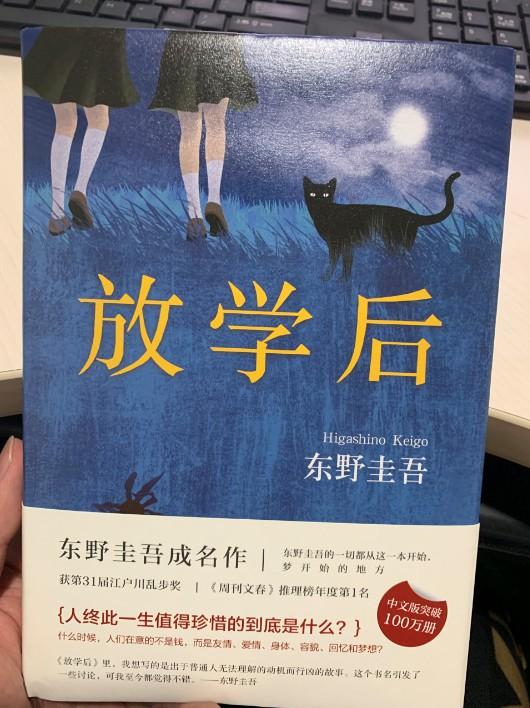 放学后
Higashino Keigo
东野圭吾
东野圭吾成名作
东野圭吾的一切都从这一本开始，
梦开始的地方
获第31届江户川乱步奖 | 《周刊文春》推理榜年度第1名
中文版突破
100万册
{人终此一生值得珍惜的到底是什么？}
什么时候，人们在意的不是钱，而是友情、爱情、身体、容貌、回忆和梦想？
《放学后》里，我想写的是出于普通人无法理解的动机而行凶的故事。这个书名引发了
一些讨论，可我至今都觉得不错。——东野圭吾